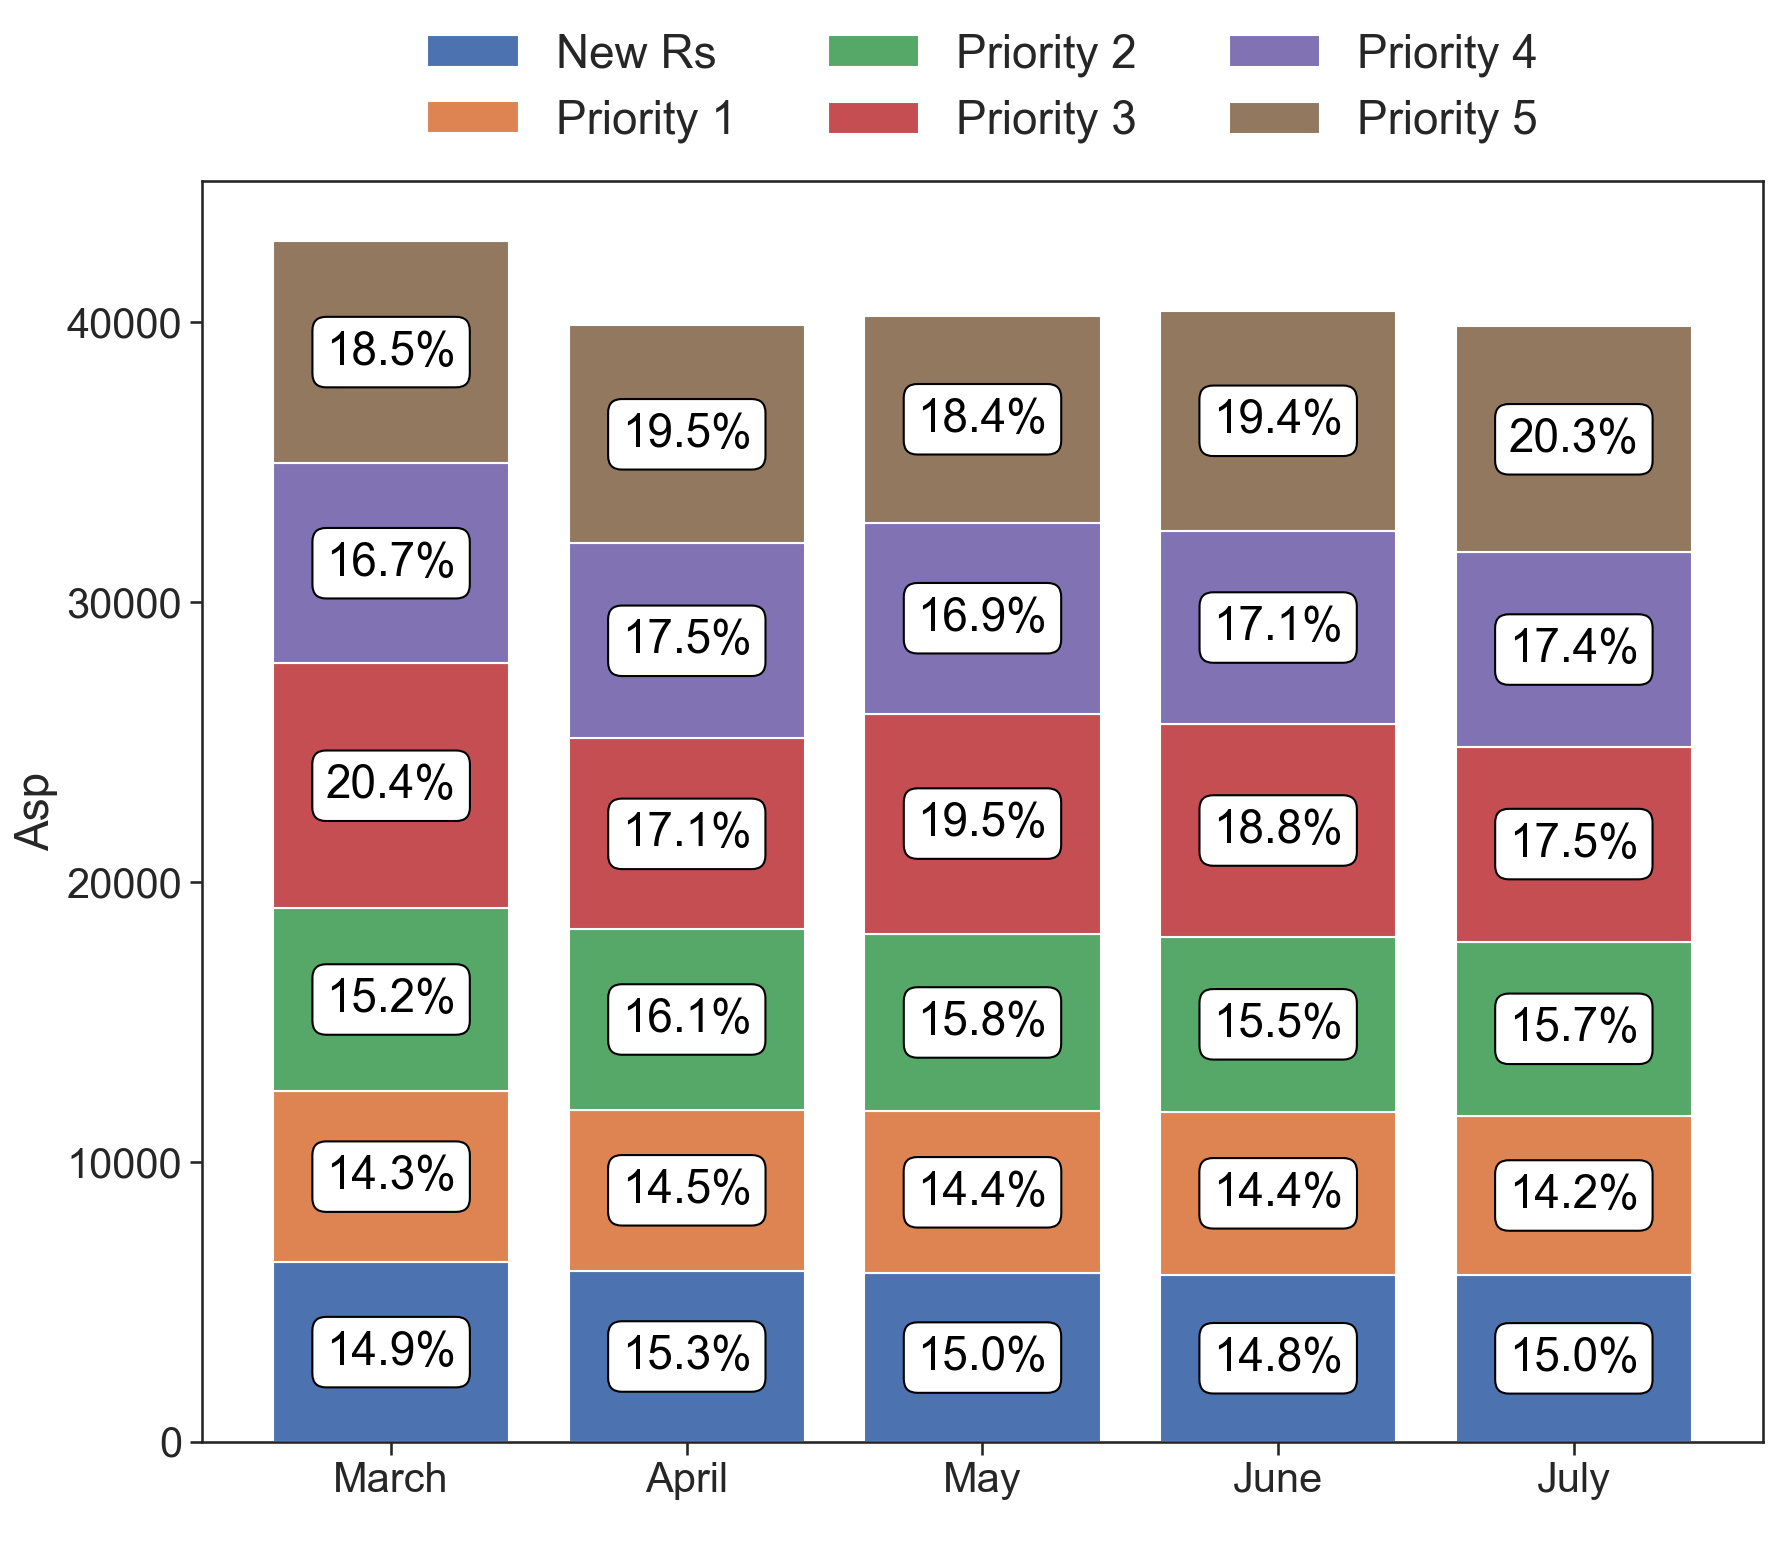 New Rs
Priority 2
Priority 4
Priority 1
Priority 3
Priority 5
Asp
40000
30000
20000
10000
0
18.5%
16.7%
20.4%
15.2%
14.3%
14.9%
19.5%
17.5%
17.1%
16.1%
14.5%
15.3%
18.4%
16.9%
19.5%
15.8%
14.4%
15.0%
19.4%
17.1%
18.8%
15.5%
14.4%
14.8%
20.3%
17.4%
17.5%
15.7%
14.2%
15.0%
March
April
May
June
July